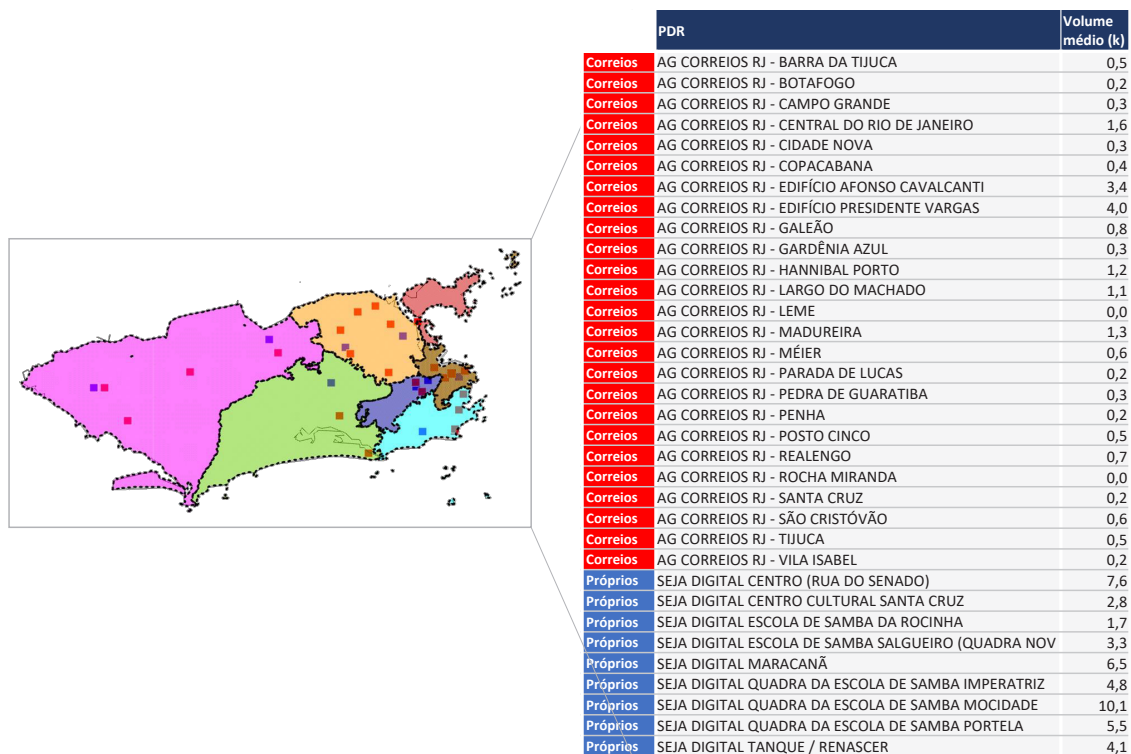 PDR Volume médio (k)
Correios AG CORREIOS RJ - BARRA DA TIJUCA 0,5
Correios AG CORREIOS RJ - BOTAFOGO 0,2
Correios AG CORREIOS RJ - CAMPO GRANDE 0,3
Correios AG CORREIOS RJ - CENTRAL DO RIO DE JANEIRO 1,6
Correios AG CORREIOS RJ - CIDADE NOVA 0,3
Correios AG CORREIOS RJ - COPACABANA 0,4
Correios AG CORREIOS RJ - EDIFÍCIO AFONSO CAVALCANTI 3,4
Correios AG CORREIOS RJ - EDIFÍCIO PRESIDENTE VARGAS 4,0
Correios AG CORREIOS RJ - GALEÃO 0,8
Correios AG CORREIOS RJ - GARDÊNIA AZUL 0,3
Correios AG CORREIOS RJ - HANNIBAL PORTO 1,2
Correios AG CORREIOS RJ - LARGO DO MACHADO 1,1
Correios AG CORREIOS RJ - LEME 0,0
Correios AG CORREIOS RJ - MADUREIRA 1,3
Correios AG CORREIOS RJ - MÉIER 0,6
Correios AG CORREIOS RJ - PARADA DE LUCAS 0,2
Correios AG CORREIOS RJ - PEDRA DE GUARATIBA 0,3
Correios AG CORREIOS RJ - PENHA 0,2
Correios AG CORREIOS RJ - POSTO CINCO 0,5
Correios AG CORREIOS RJ - REALENGO 0,7
Correios AG CORREIOS RJ - ROCHA MIRANDA 0,0
Correios AG CORREIOS RJ - SANTA CRUZ 0,2
Correios AG CORREIOS RJ - SÃO CRISTÓVÃO 0,6
Correios AG CORREIOS RJ - TIJUCA 0,5
Correios AG CORREIOS RJ - VILA ISABEL 0,2
Próprios SEJA DIGITAL CENTRO (RUA DO SENADO) 7,6
Próprios SEJA DIGITAL CENTRO CULTURAL SANTA CRUZ 2,8
Próprios SEJA DIGITAL ESCOLA DE SAMBA DA ROCINHA 1,7
Próprios SEJA DIGITAL ESCOLA DE SAMBA SALGUEIRO (QUADRA NOV 3,3
Próprios SEJA DIGITAL MARACANÃ 6,5
Próprios SEJA DIGITAL QUADRA DA ESCOLA DE SAMBA IMPERATRIZ 4,8
Próprios SEJA DIGITAL QUADRA DA ESCOLA DE SAMBA MOCIDADE 10,1
Próprios SEJA DIGITAL QUADRA DA ESCOLA DE SAMBA PORTELA 5,5
Próprios SEJA DIGITAL TANQUE / RENASCER 4,1